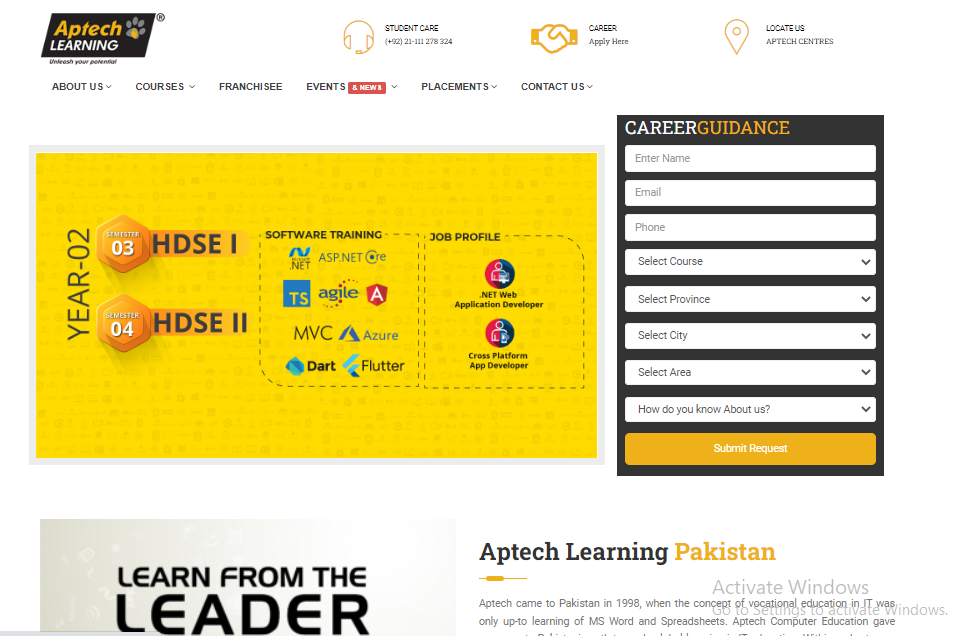 Aptech ®
LEARNING
Unleash your potential
STUDENT CARE
(+92) 21-111 278 324
CAREER
Apply Here
LOCATE US
APTECH CENTRES
ABOUT US
COURSES
FRANCHISEE
EVENTS & NEWS
PLACEMENTS
CONTACT US
YEAR-02
SEMESTER
03
HDSE I
SEMESTER
04
HDSE II
SOFTWARE TRAINING
.NET
ASP.NET Core
TS
agile
A
MVC
Azure
Dart
Flutter
JOB PROFILE
.NET Web
Application Developer
Cross Platform
App Developer
CAREERGUIDANCE
Enter Name
Email
Phone
Select Course
Select Province
Select City
Select Area
How do you know About us?
Submit Request
LEARN FROM THE
LEADER
Aptech Learning Pakistan
Aptech came to Pakistan in 1998, when the concept of vocational education in IT was
only up-to learning of MS Word and Spreadsheets. Aptech Computer Education gave
Activate Windows
Go to Settings to activate Windows.